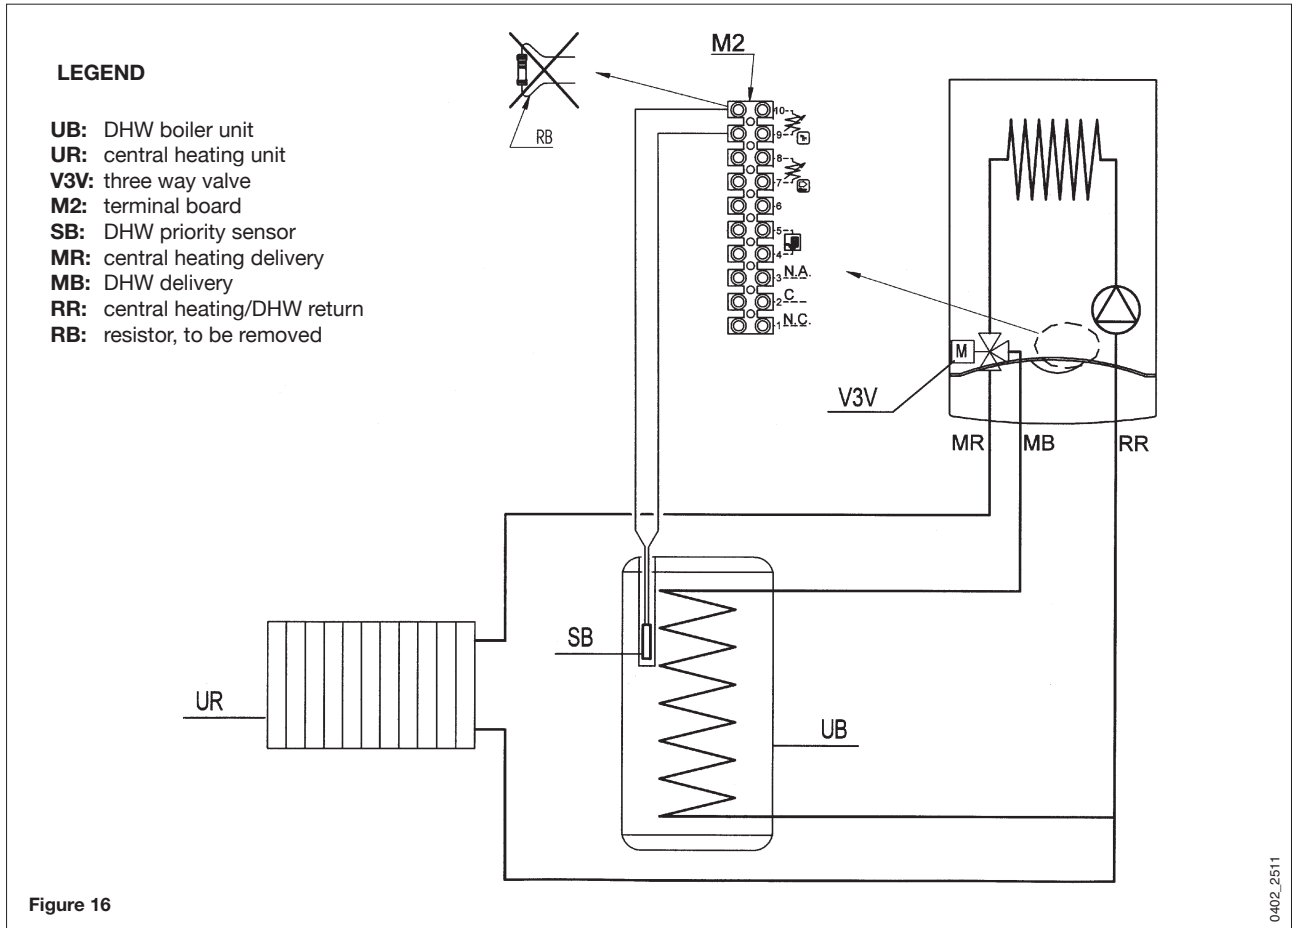 LEGEND
UB: DHW boiler unit
UR: central heating unit
V3V: three way valve
M2: terminal board
SB: DHW priority sensor
MR: central heating delivery
MB: DHW delivery
RR: central heating/DHW return
RB: resistor, to be removed
RB
M2
10
9
8
7
6
5
4
3 N.A.
2 C
1 N.C.
M
V3V
MR MB RR
SB
UR
UB
Figure 16
0402_2511